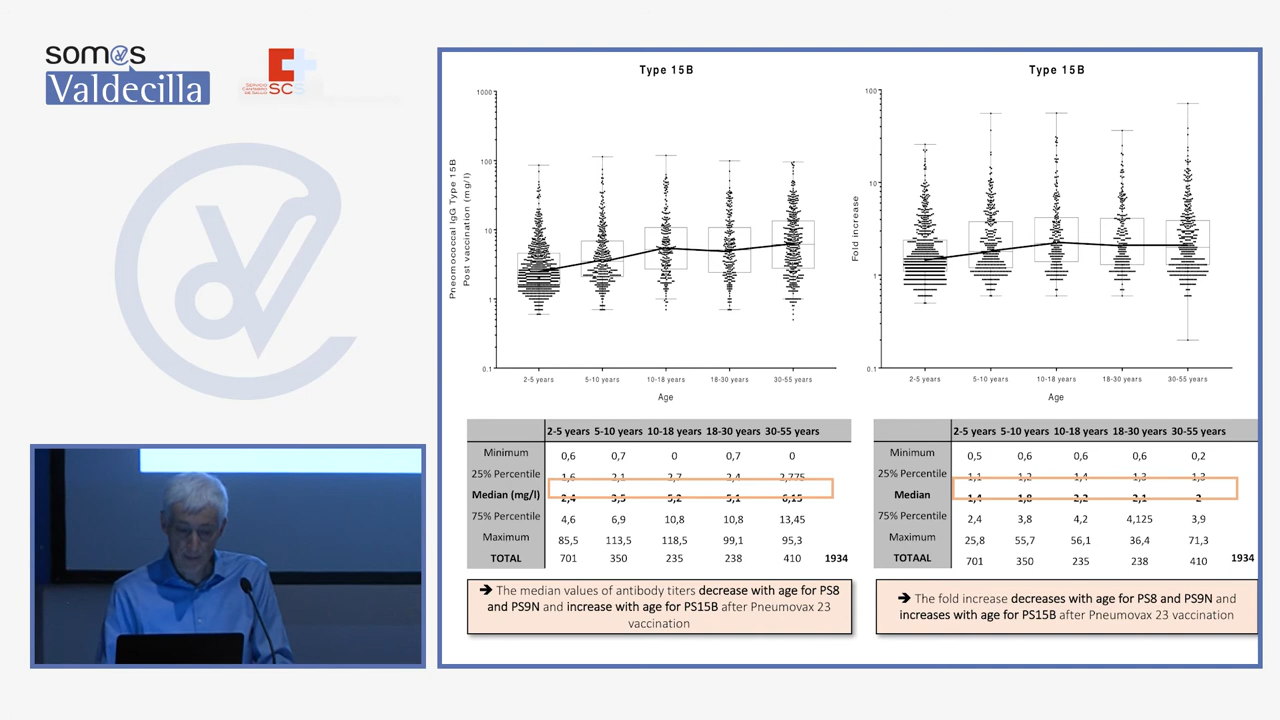 somos
Valdecilla
SERVICIO
CÁNTABRO
DE SALUD
SCS
Type 15B
Pneomococcal IgG Type 15B
Post vaccination (mg/l)
1000
100
10
1
0.1
2-5 years 5-10 years 10-18 years 18-30 years 30-55 years
Age
Type 15B
Fold increase
100
10
1
0.1
2-5 years 5-10 years 10-18 years 18-30 years 30-55 years
Age
2-5 years 5-10 years 10-18 years 18-30 years 30-55 years
Minimum 0,6 0,7 0 0,7 0
25% Percentile 1,6 2,1 2,7 2,4 2,775
Median (mg/l) 2,4 3,5 5,2 5,1 6,15
75% Percentile 4,6 6,9 10,8 10,8 13,45
Maximum 85,5 113,5 118,5 99,1 95,3
TOTAL 701 350 235 238 410 1934
2-5 years 5-10 years 10-18 years 18-30 years 30-55 years
Minimum 0,5 0,6 0,6 0,6 0,2
25% Percentile 1,1 1,2 1,4 1,3 1,3
Median 1,4 1,8 2,2 2,1 2
75% Percentile 2,4 3,8 4,2 4,125 3,9
Maximum 25,8 55,7 56,1 36,4 71,3
TOTAAL 701 350 235 238 410 1934
➔ The median values of antibody titers decrease with age for PS8
and PS9N and increase with age for PS15B after Pneumovax 23
vaccination
➔ The fold increase decreases with age for PS8 and PS9N and
increases with age for PS15B after Pneumovax 23 vaccination